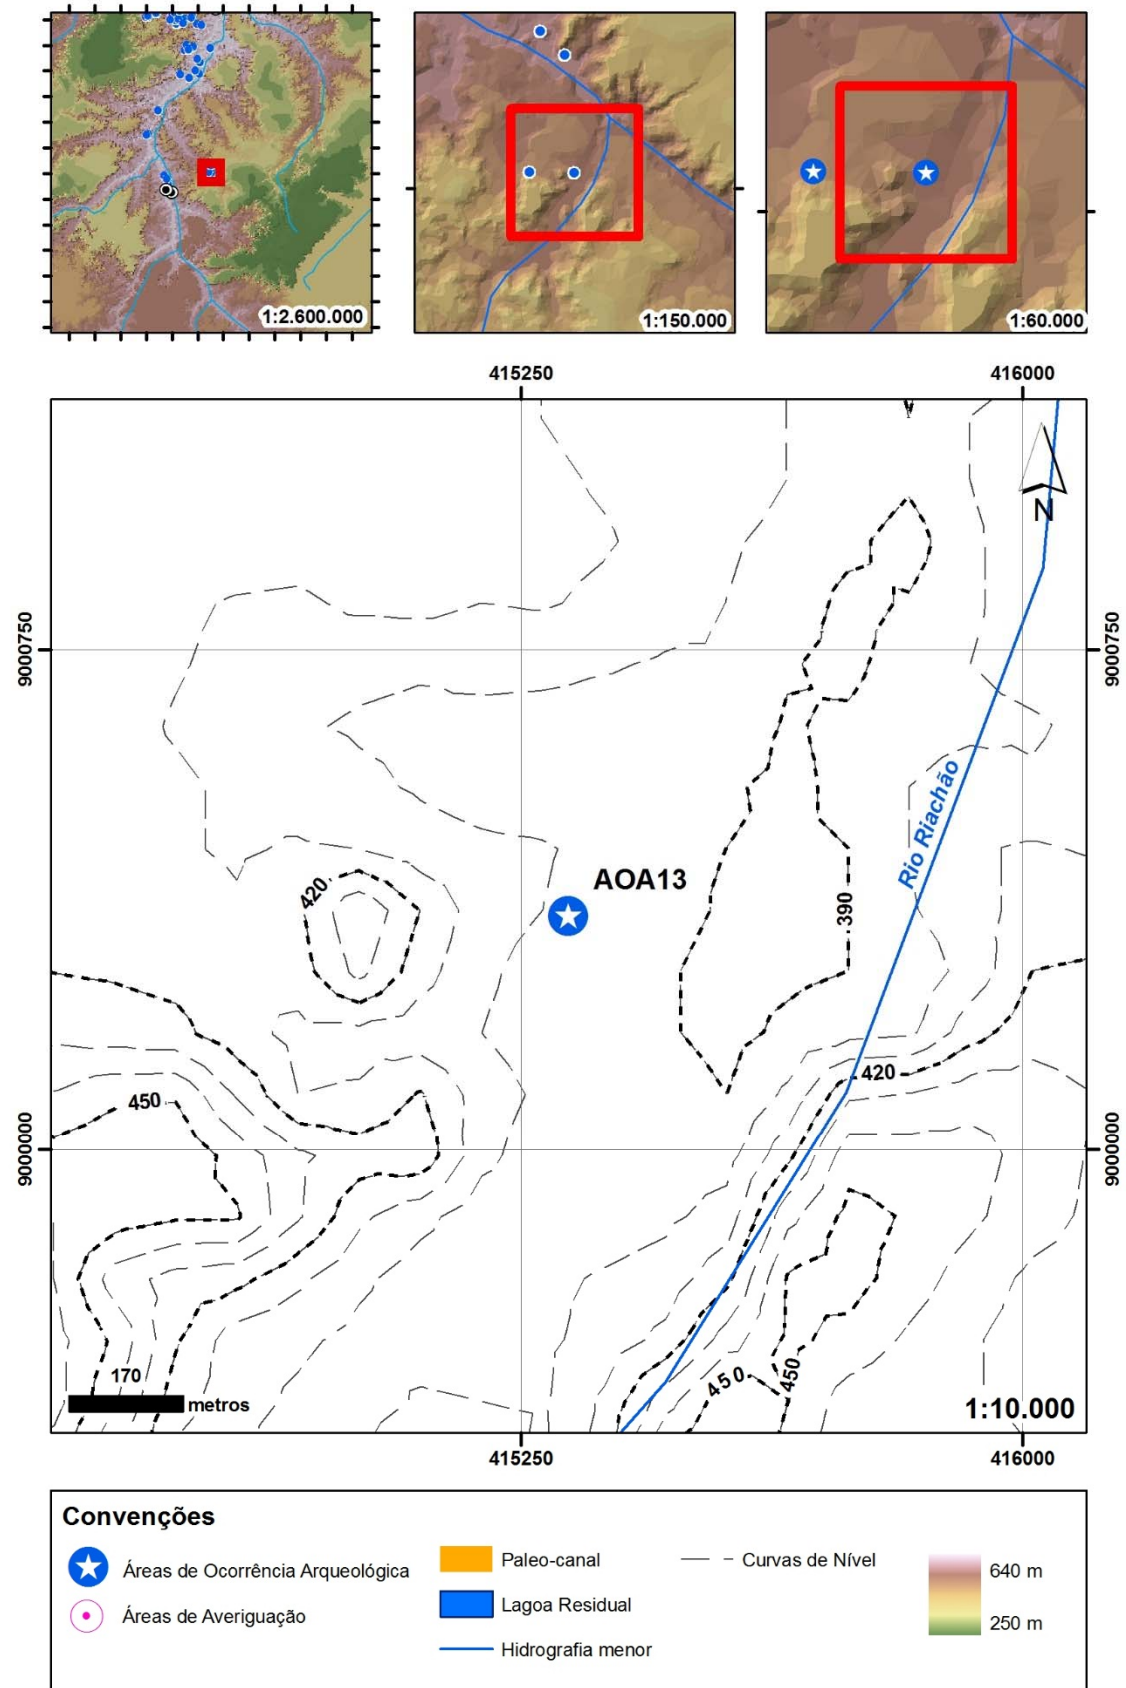 1:2.600.000
1:150.000
1:60.000
415250
416000
N
9000750
9000750
Rio Riachão
AOA13
420
390
420
450
9000000
9000000
450
450
170
metros
1:10.000
415250
416000
Convenções
Áreas de Ocorrência Arqueológica
Áreas de Averiguação
Paleo-canal
Lagoa Residual
Hidrografia menor
Curvas de Nível
640 m
250 m